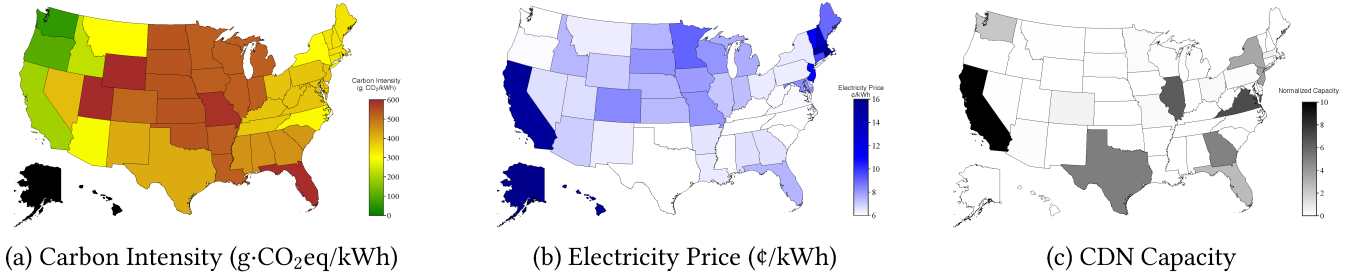 Carbon Intensity
(g. CO₂/kWh)
600
500
400
300
200
100
0
(a) Carbon Intensity (g·CO₂eq/kWh)
Electricity Price
¢/kWh
16
14
12
10
8
6
(b) Electricity Price (¢/kWh)
Normalized Capacity
10
8
6
4
2
0
(c) CDN Capacity